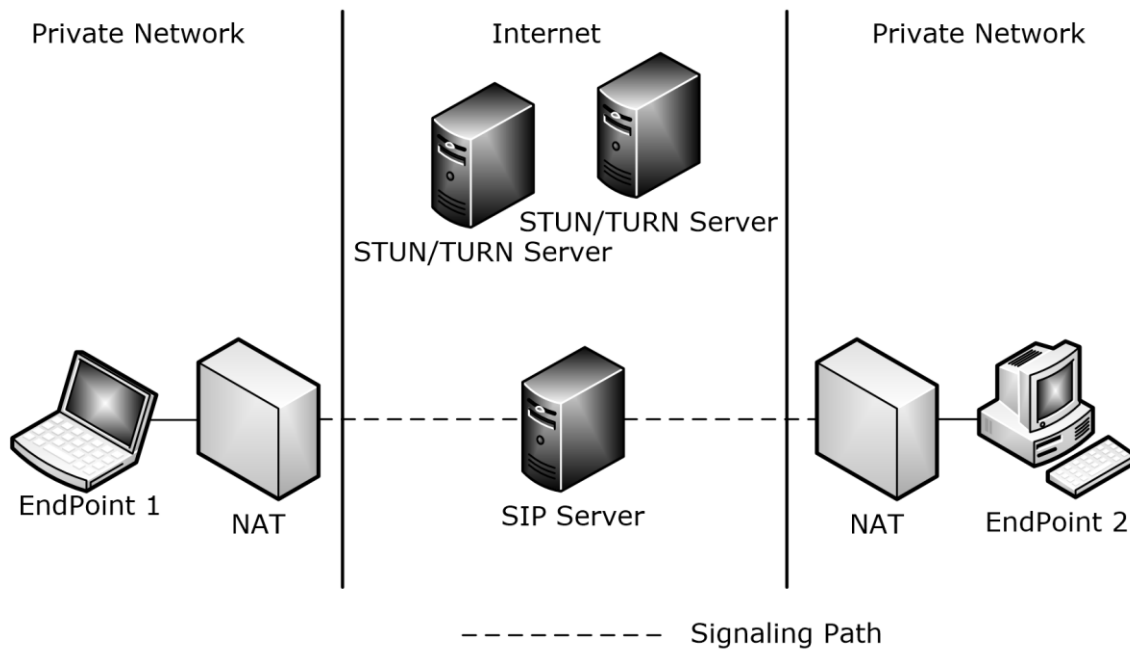 Private Network
Internet
Private Network
STUN/TURN Server
STUN/TURN Server
EndPoint 1
NAT
SIP Server
NAT
EndPoint 2
Signaling Path